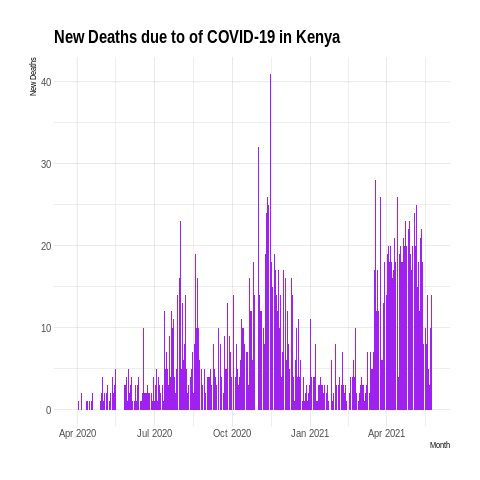 New Deaths due to of COVID-19 in Kenya
New Deaths
40
30
20
10
0
Apr 2020 Jul 2020 Oct 2020 Jan 2021 Apr 2021
Month